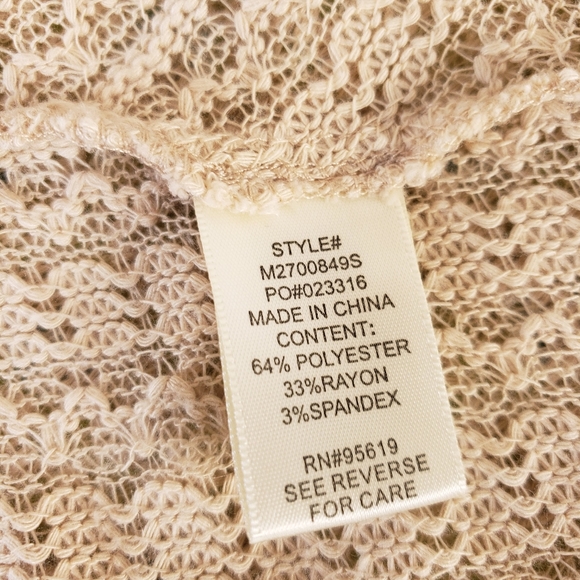 STYLE#
M2700849S
PO#023316
MADE IN CHINA
CONTENT:
64% POLYESTER
33%RAYON
3%SPANDEX
RN#95619
SEE REVERSE
FOR CARE